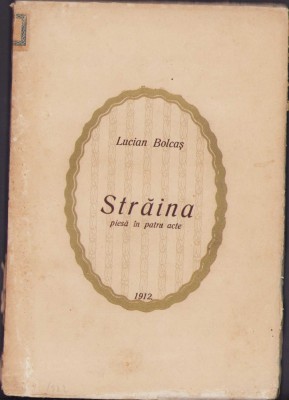 Lucian Bolcaș
Străina
piesă în patru acte
1912